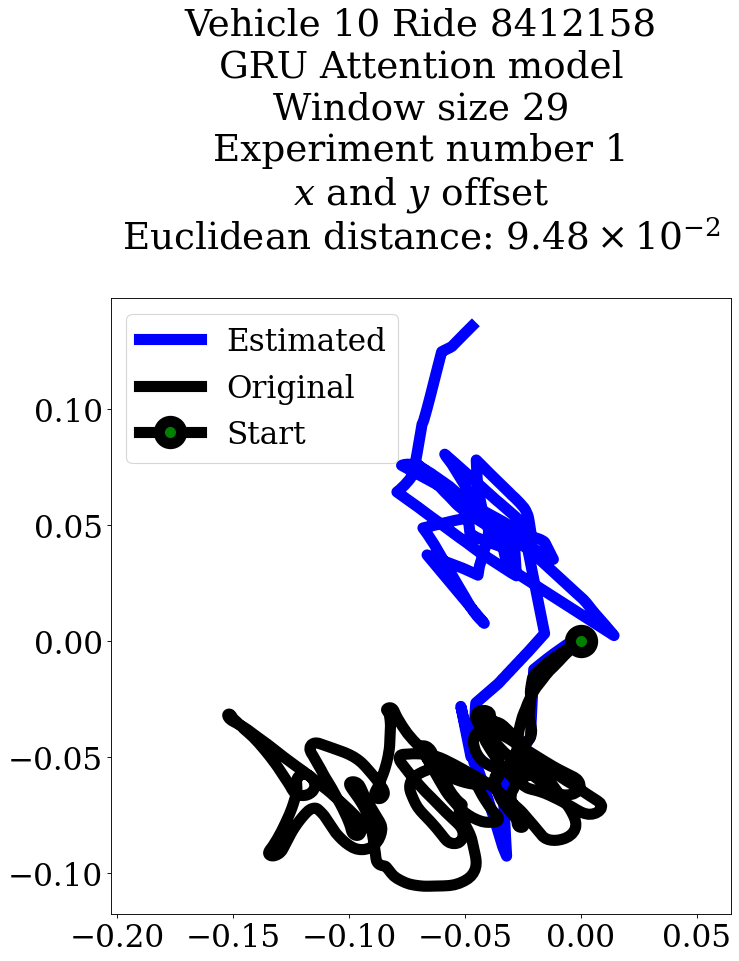 Vehicle 10 Ride 8412158
GRU Attention model
Window size 29
Experiment number 1
x and y offset
Euclidean distance: 9.48 × 10⁻²
Estimated
Original
Start
0.10
0.05
0.00
−0.05
−0.10
−0.20 −0.15 −0.10 −0.05 0.00 0.05